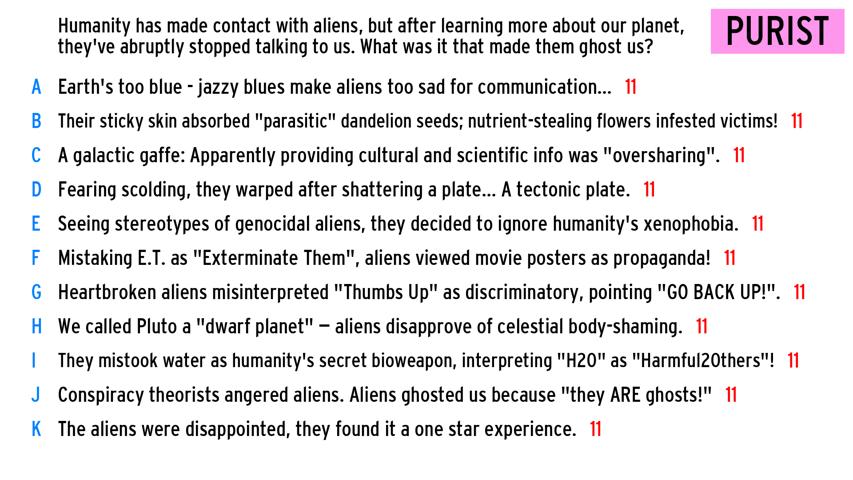 Humanity has made contact with aliens, but after learning more about our planet,
they've abruptly stopped talking to us. What was it that made them ghost us?
PURIST
A Earth's too blue - jazzy blues make aliens too sad for communication... 11
B Their sticky skin absorbed "parasitic" dandelion seeds; nutrient-stealing flowers infested victims! 11
C A galactic gaffe: Apparently providing cultural and scientific info was "oversharing". 11
D Fearing scolding, they warped after shattering a plate... A tectonic plate. 11
E Seeing stereotypes of genocidal aliens, they decided to ignore humanity's xenophobia. 11
F Mistaking E.T. as "Exterminate Them", aliens viewed movie posters as propaganda! 11
G Heartbroken aliens misinterpreted "Thumbs Up" as discriminatory, pointing "GO BACK UP!". 11
H We called Pluto a "dwarf planet" – aliens disapprove of celestial body-shaming. 11
I They mistook water as humanity's secret bioweapon, interpreting "H2O" as "Harmful2Others"! 11
J Conspiracy theorists angered aliens. Aliens ghosted us because "they ARE ghosts!" 11
K The aliens were disappointed, they found it a one star experience. 11